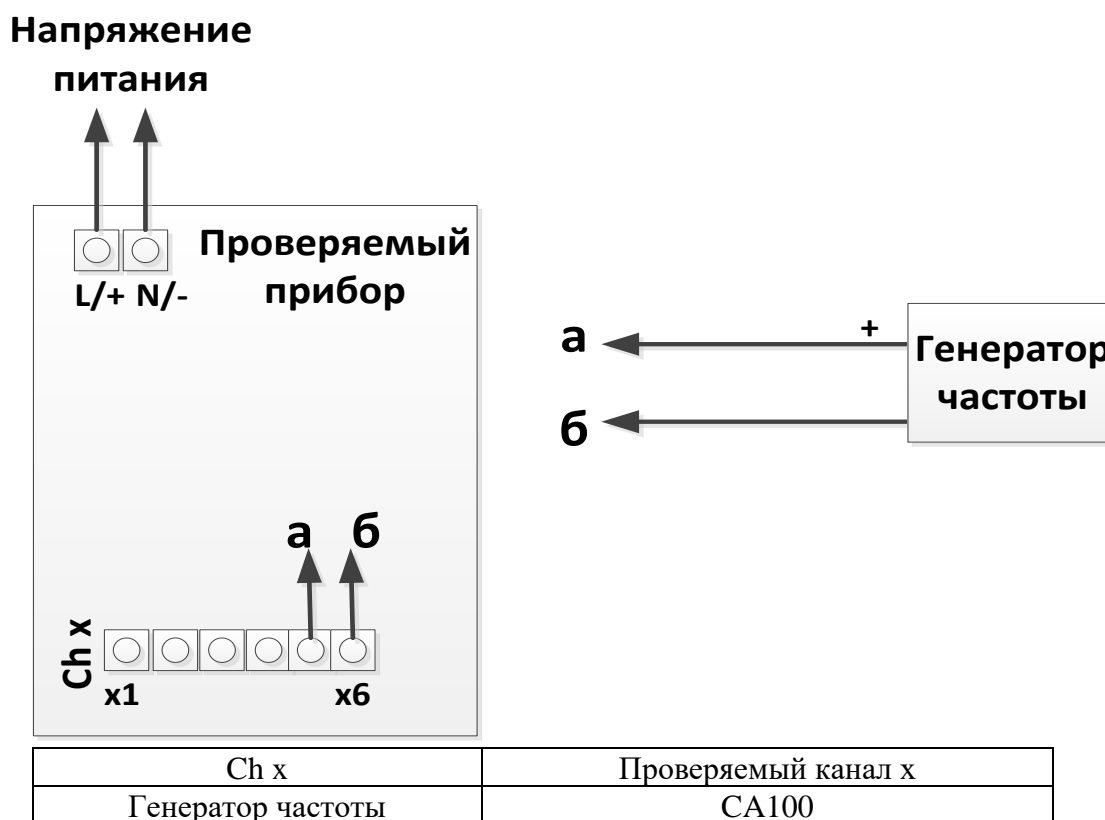 Напряжение
питания
Проверяемый
прибор
L/+ N/-
а
+
Генератор
частоты
б
а б
Ch x
x1
x6
Ch x Проверяемый канал x
Генератор частоты CA100